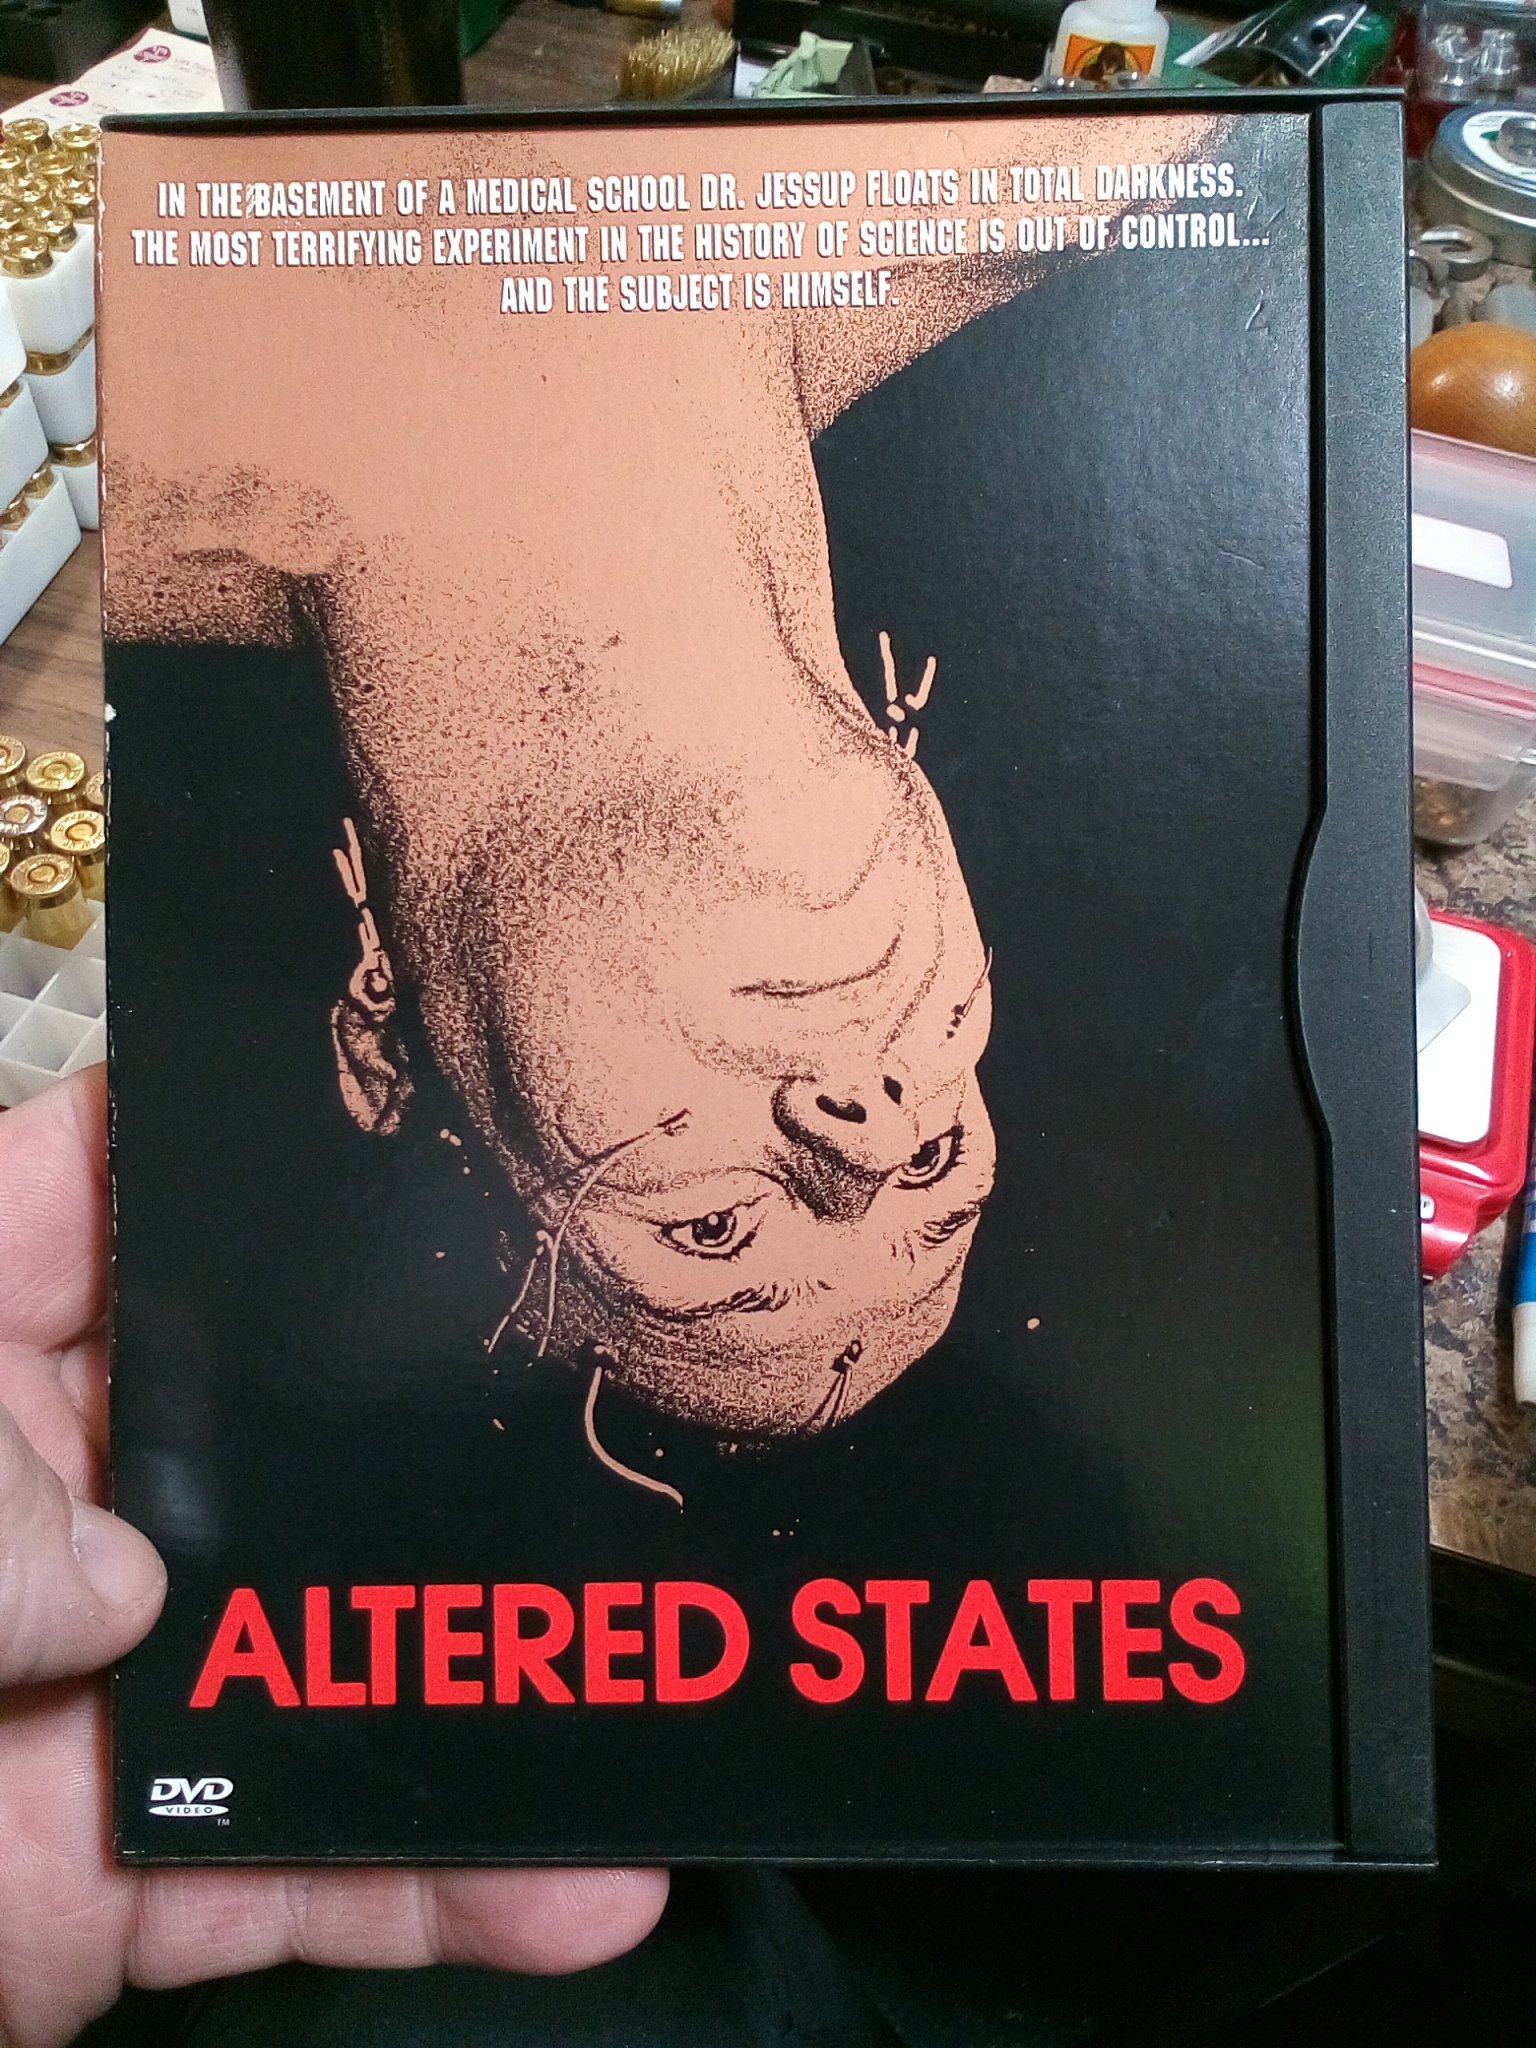 IN THE BASEMENT OF A MEDICAL SCHOOL DR. JESSUP FLOATS IN TOTAL DARKNESS.
THE MOST TERRIFYING EXPERIMENT IN THE HISTORY OF SCIENCE IS OUT OF CONTROL...
AND THE SUBJECT IS HIMSELF.
ALTERED STATES
DVD
VIDEO
TM